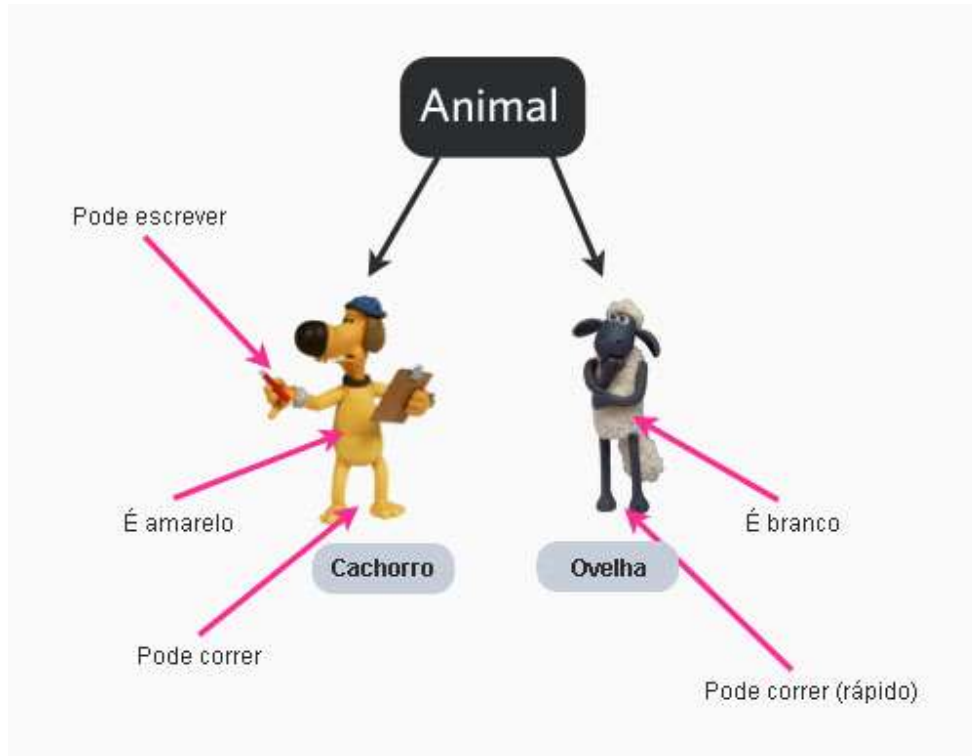 Animal
Pode escrever
É amarelo
É branco
Cachorro
Ovelha
Pode correr
Pode correr (rápido)